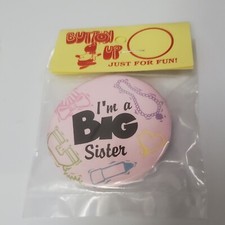 BUTTON
UP
JUST FOR FUN!
I'm a
BIG
Sister